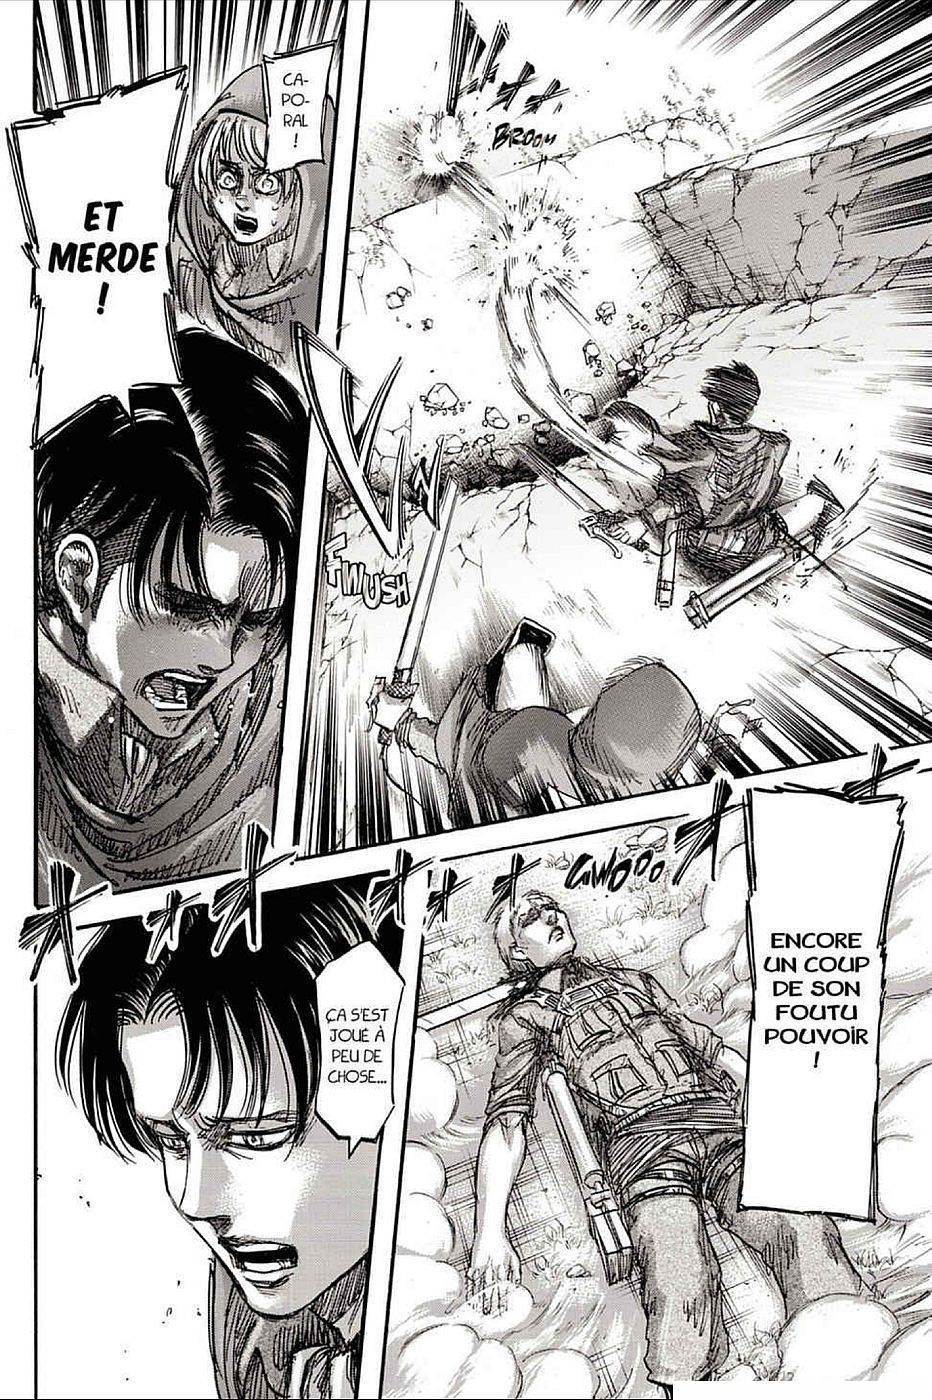 BROOM
FWUSH
CA-
PO-
RAL
!
ET
MERDE
!
ENCORE
UN COUP
DE SON
FOUTU
POUVOIR
!
GWOOO
ÇA S'EST
JOUÉ À
PEU DE
CHOSE...